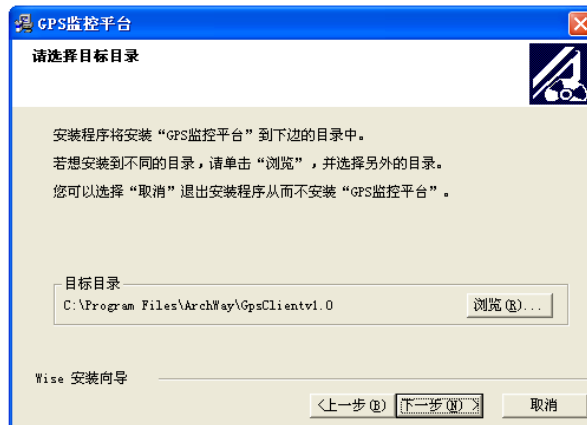 GPS监控平台
请选择目标目录
安装程序将安装“GPS监控平台”到下边的目录中。
若想安装到不同的目录，请单击“浏览”，并选择另外的目录。
您可以选择“取消”退出安装程序从而不安装“GPS监控平台”。
目标目录
C:\Program Files\ArchWay\GpsClientv1.0
浏览(R)...
Wise 安装向导
<上一步(B)
下一步(N) >
取消